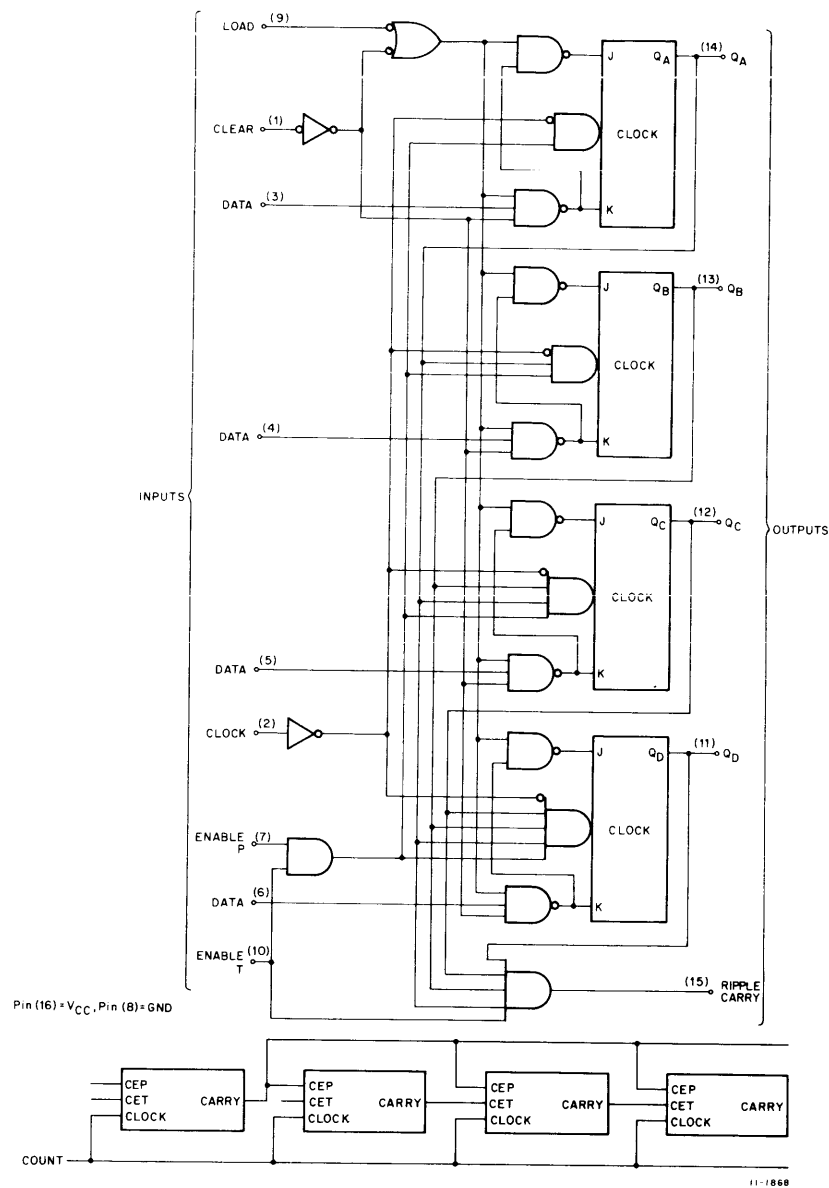 LOAD (9)
J QA (14) QA
CLEAR (1)
CLOCK
DATA (3)
K
J QB (13) QB
CLOCK
DATA (4)
K
INPUTS
J QC (12) QC
OUTPUTS
CLOCK
DATA (5)
K
CLOCK (2)
J QD (11) QD
CLOCK
ENABLE P (7)
DATA (6)
K
ENABLE T (10)
(15) RIPPLE CARRY
Pin (16) = VCC, Pin (8) = GND
CEP
CET CARRY
CLOCK
CEP
CET CARRY
CLOCK
CEP
CET CARRY
CLOCK
CEP
CET CARRY
CLOCK
COUNT
11-1868